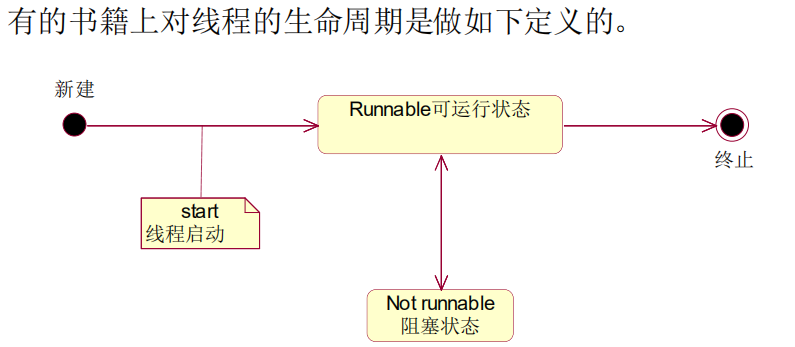 有的书籍上对线程的生命周期是做如下定义的。
新建
Runnable可运行状态
终止
start
线程启动
Not runnable
阻塞状态